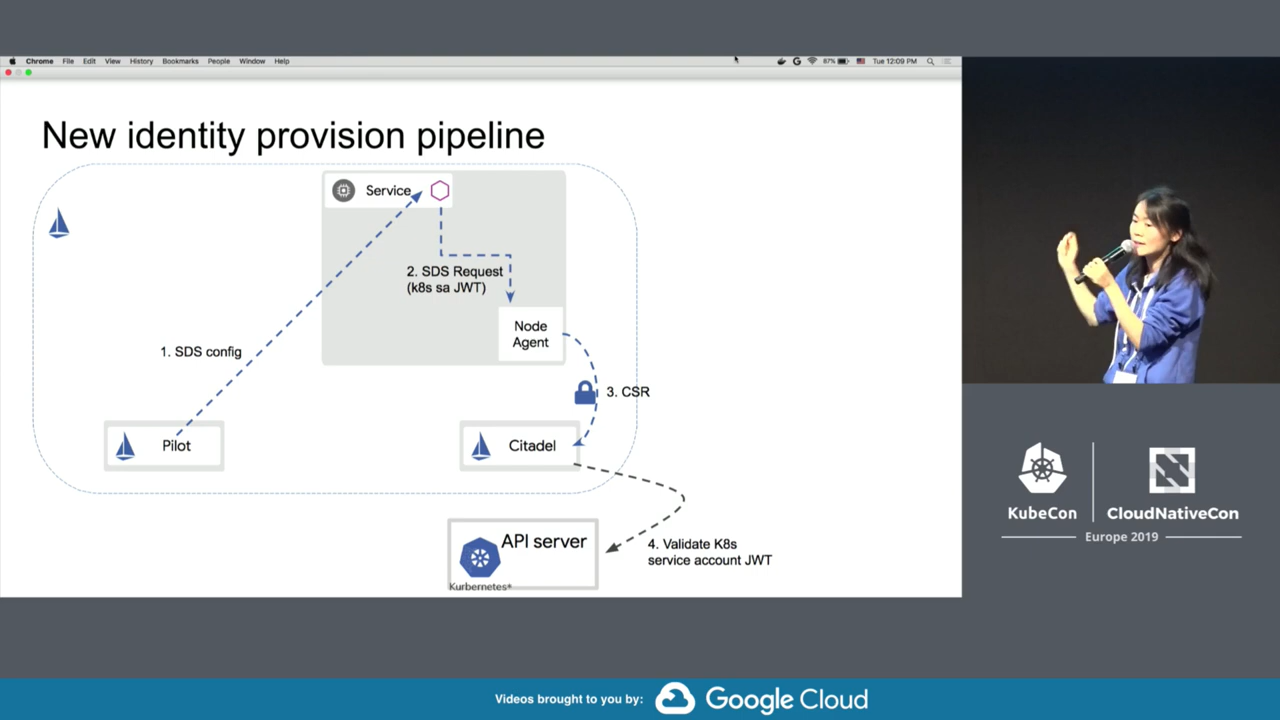 Chrome File Edit View History Bookmarks People Window Help
87% Tue 12:09 PM
New identity provision pipeline
Service
2. SDS Request
(k8s sa JWT)
Node
Agent
1. SDS config
3. CSR
Pilot
Citadel
API server
Kurbernetes*
4. Validate K8s
service account JWT
KubeCon
CloudNativeCon
Europe 2019
Videos brought to you by:
Google Cloud